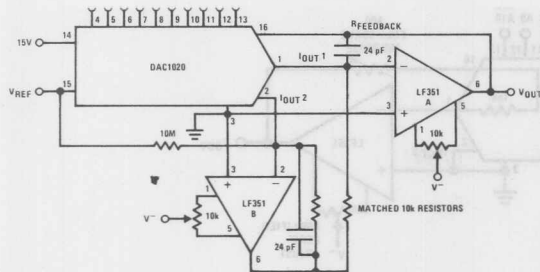 4 5 6 7 8 9 10 11 12 13
15V
14
16
RFEEDBACK
DAC1020
1
IOUT 1
24 pF
2
LF351
A
6
VOUT
VREF
15
2
IOUT 2
3
3
1
5
10k
V−
10M
3
2
+
−
1
LF351
B
V−
10k
5
24 pF
6
MATCHED 10k RESISTORS